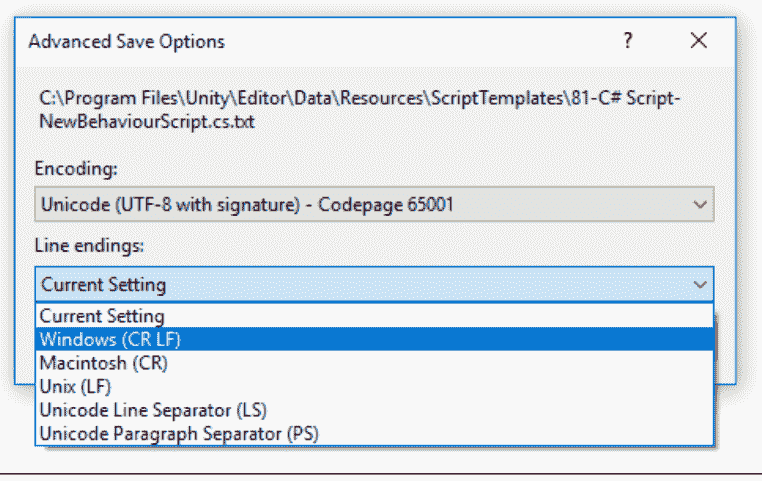 Advanced Save Options ?
C:\Program Files\Unity\Editor\Data\Resources\ScriptTemplates\81-C# Script-
NewBehaviourScript.cs.txt
Encoding:
Unicode (UTF-8 with signature) - Codepage 65001
Line endings:
Current Setting
Current Setting
Windows (CR LF)
Macintosh (CR)
Unix (LF)
Unicode Line Separator (LS)
Unicode Paragraph Separator (PS)